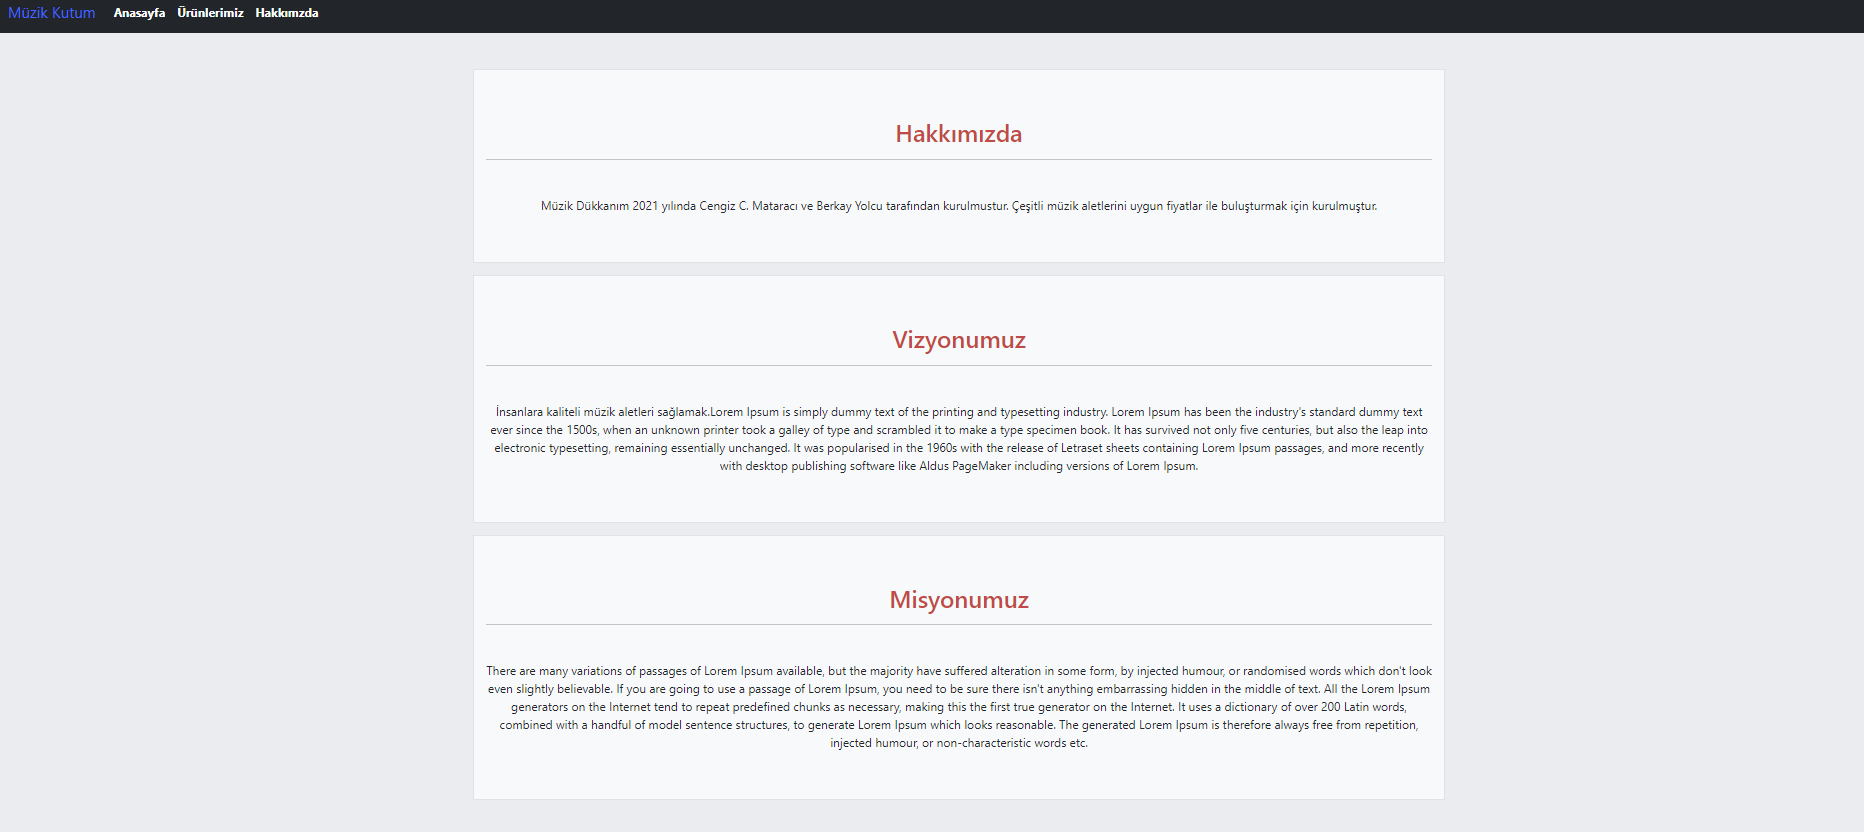 Müzik Kutum Anasayfa Ürünlerimiz Hakkımzda
Hakkımızda
Müzik Dükkanım 2021 yılında Cengiz C. Mataracı ve Berkay Yolcu tarafından kurulmustur. Çeşitli müzik aletlerini uygun fiyatlar ile buluşturmak için kurulmuştur.
Vizyonumuz
İnsanlara kaliteli müzik aletleri sağlamak.Lorem Ipsum is simply dummy text of the printing and typesetting industry. Lorem Ipsum has been the industry's standard dummy text
ever since the 1500s, when an unknown printer took a galley of type and scrambled it to make a type specimen book. It has survived not only five centuries, but also the leap into
electronic typesetting, remaining essentially unchanged. It was popularised in the 1960s with the release of Letraset sheets containing Lorem Ipsum passages, and more recently
with desktop publishing software like Aldus PageMaker including versions of Lorem Ipsum.
Misyonumuz
There are many variations of passages of Lorem Ipsum available, but the majority have suffered alteration in some form, by injected humour, or randomised words which don't look
even slightly believable. If you are going to use a passage of Lorem Ipsum, you need to be sure there isn't anything embarrassing hidden in the middle of text. All the Lorem Ipsum
generators on the Internet tend to repeat predefined chunks as necessary, making this the first true generator on the Internet. It uses a dictionary of over 200 Latin words,
combined with a handful of model sentence structures, to generate Lorem Ipsum which looks reasonable. The generated Lorem Ipsum is therefore always free from repetition,
injected humour, or non-characteristic words etc.